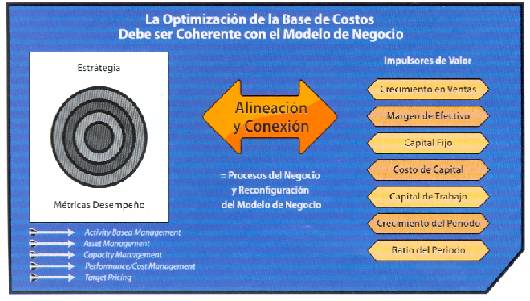 La Optimización de la Base de Costos
Debe ser Coherente con el Modelo de Negocio
Estrátegia
Métricas Desempeño
Activity Based Management
Asset Management
Capacity Management
Performance/Cost Management
Target Pricing
Alineación
y Conexión
= Procesos del Negocio
y Reconfiguración
del Modelo de Negocio
Impulsores de Valor
Crecimiento en Ventas
Margen de Efectivo
Capital Fijo
Costo de Capital
Capital de Trabajo
Crecimiento del Periodo
Ratio del Periodo